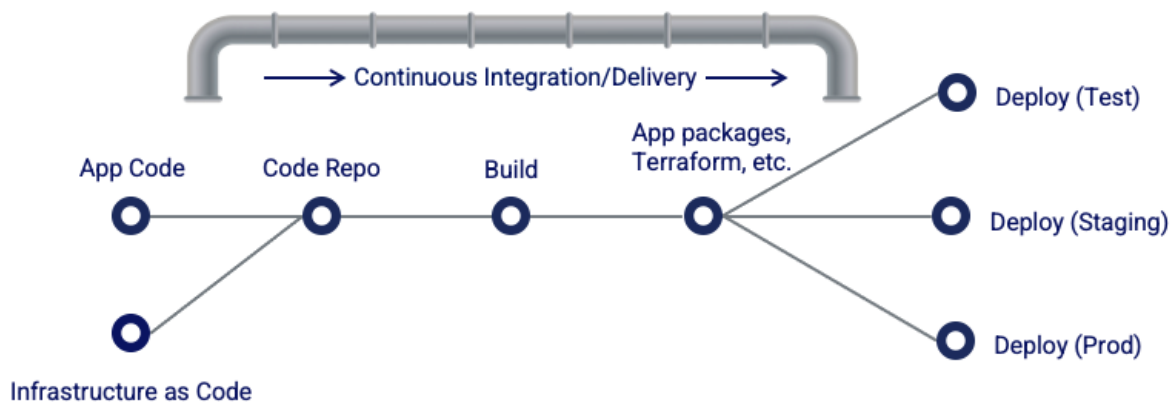 Continuous Integration/Delivery
Deploy (Test)
App packages,
Terraform, etc.
App Code
Code Repo
Build
Deploy (Staging)
Deploy (Prod)
Infrastructure as Code